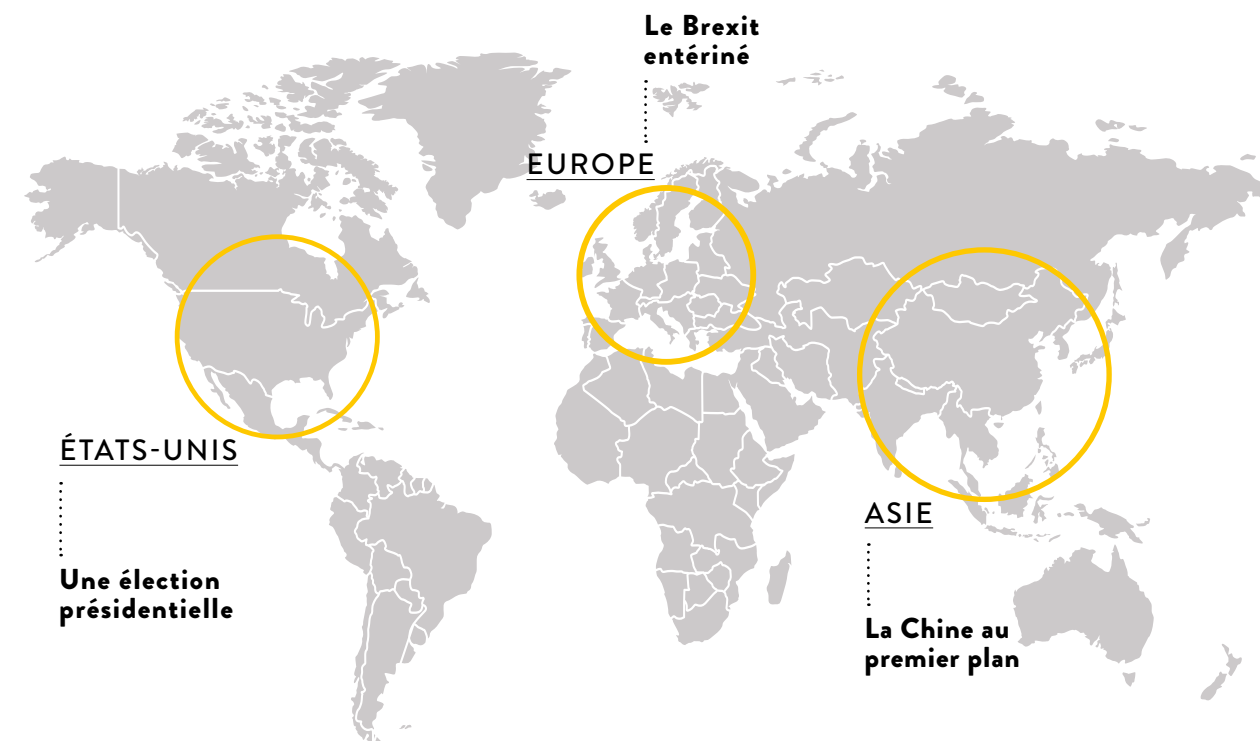 Le Brexit
entériné
EUROPE
ÉTATS-UNIS
Une élection
présidentielle
ASIE
La Chine au
premier plan